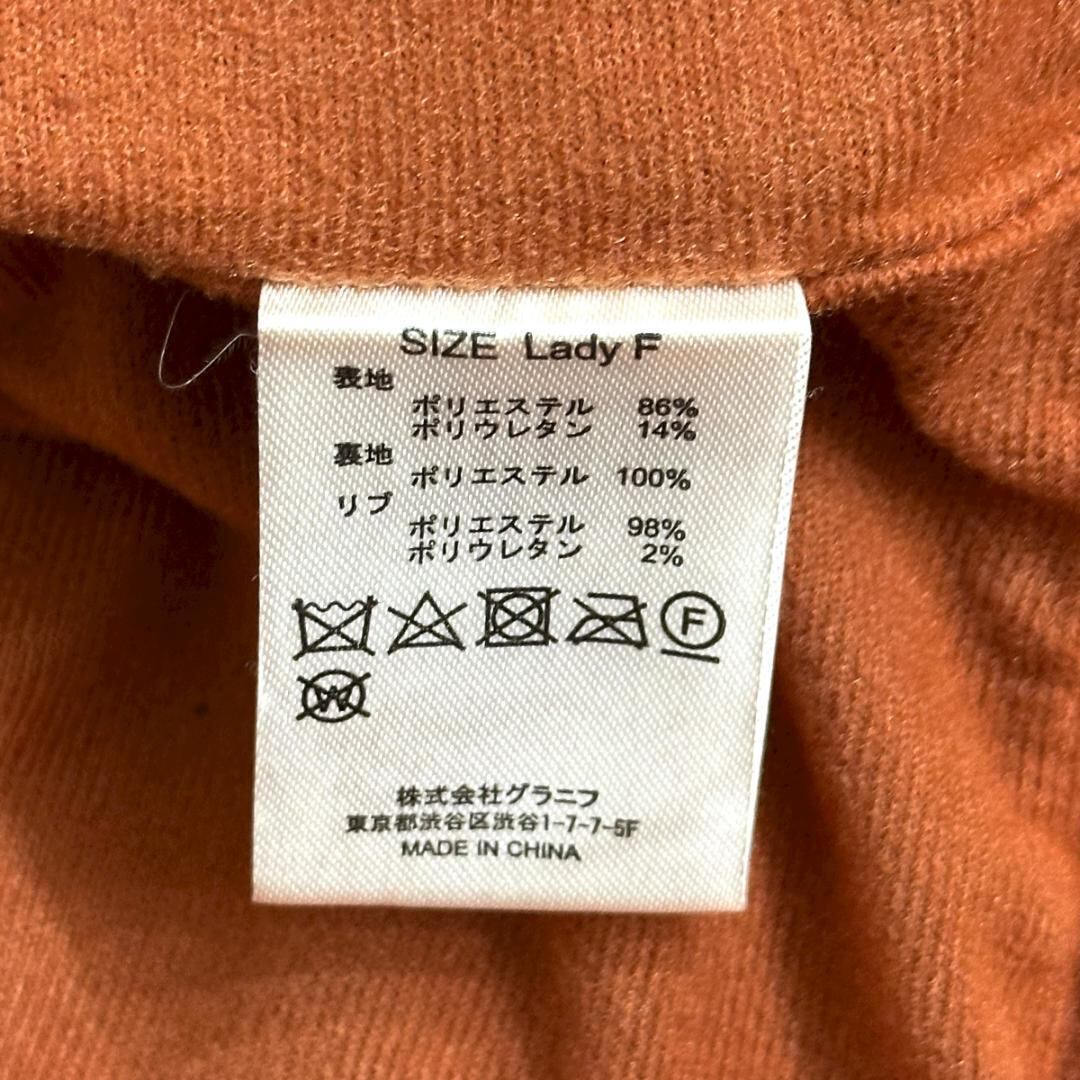 SIZE Lady F
表地
ポリエステル 86%
ポリウレタン 14%
裏地
ポリエステル 100%
リブ
ポリエステル 98%
ポリウレタン 2%
F
W
株式会社グラニフ
東京都渋谷区渋谷1-7-7-5F
MADE IN CHINA